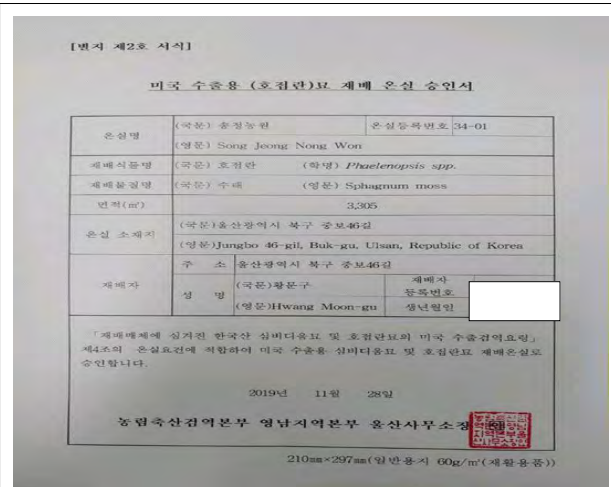 [별지 제2호 서식]
미국 수출용 (호접란)묘 재배 온실 승인서
온실명
(국문) 송정농원
온실등록번호 34-01
(영문) Song Jeong Nong Won
재배식물명
(국문) 호접란 (학명) Phaelenopsis spp.
재배물질명
(국문) 수태 (영문) Sphagnum moss
면적(㎡)
3,305
온실 소재지
(국문)울산광역시 북구 중보46길
(영문)Jungbo 46-gil, Buk-gu, Ulsan, Republic of Korea
재배자
주 소
울산광역시 북구 중보46길
성 명
(국문)황문구
(영문)Hwang Moon-gu
재배자
등록번호
생년월일
「재배매체에 심겨진 한국산 심비디움묘 및 호접란묘의 미국 수출검역요령」
제4조의 온실요건에 적합하여 미국 수출용 심비디움묘 및 호접란묘 재배온실로
승인합니다.
2019년 11월 28일
농림축산검역본부 영남지역본부 울산사무소장
210㎜×297㎜(일반용지 60g/㎡(재활용품))